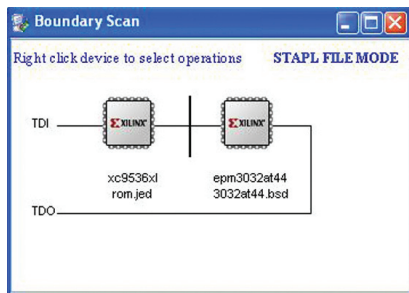 Boundary Scan
Right click device to select operations STAPL FILE MODE
TDI
XILINX XILINX
xc9536xl epm3032at44
rom.jed 3032at44.bsd
TDO